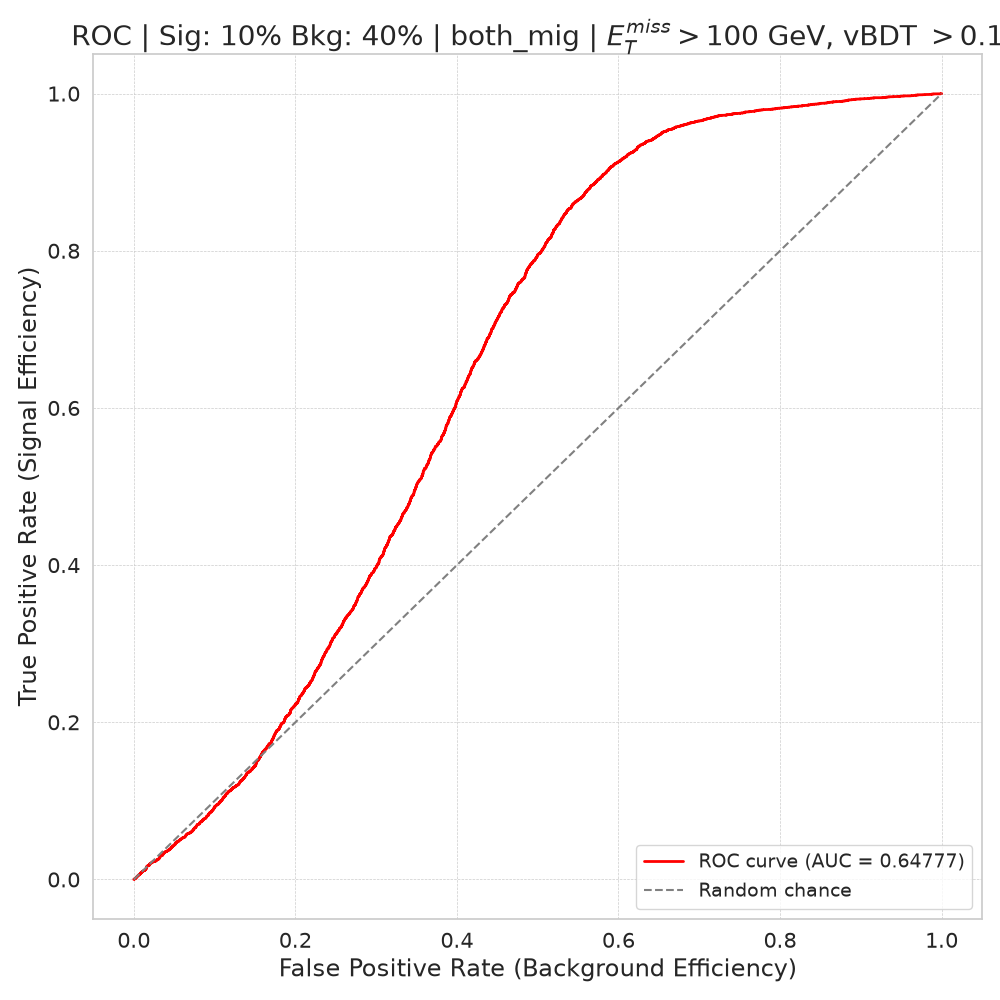 ROC | Sig: 10% Bkg: 40% | both_mig | $E_T^{miss}$ > 100 GeV, vBDT > 0.1
True Positive Rate (Signal Efficiency)
1.0
0.8
0.6
0.4
0.2
0.0
ROC curve (AUC = 0.64777)
Random chance
0.0 0.2 0.4 0.6 0.8 1.0
False Positive Rate (Background Efficiency)